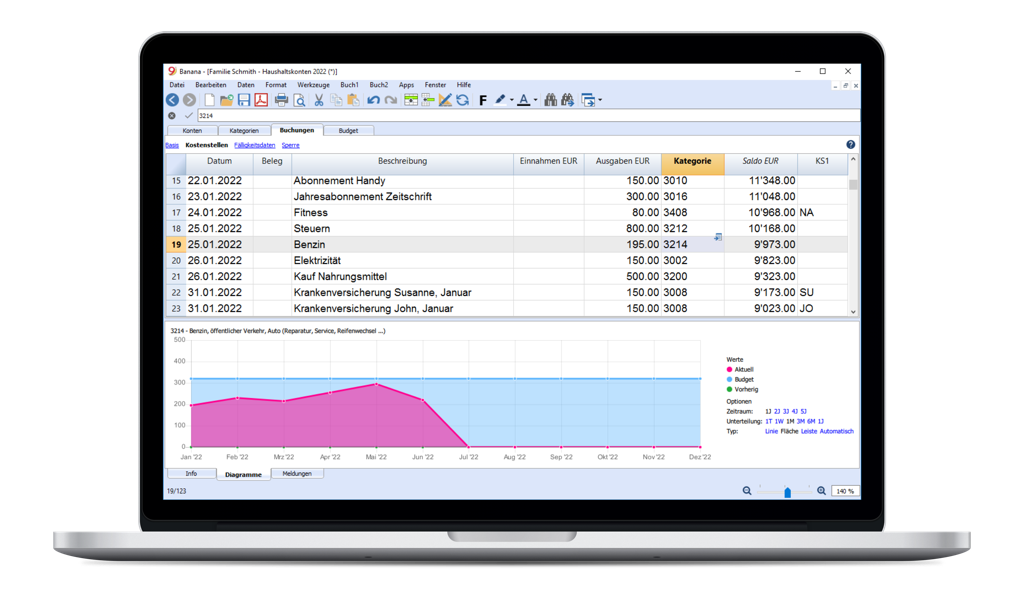 Banana - [Familie Schmith - Haushaltskonten 2022 (*)]
Datei Bearbeiten Daten Format Werkzeuge Buch1 Buch2 Apps Fenster Hilfe
F A
3214
Konten Kategorien Buchungen Budget
Basis Kostenstellen Fälligkeitsdaten Sperre ?
Datum Beleg Beschreibung Einnahmen EUR Ausgaben EUR Kategorie Saldo EUR KS1
15 22.01.2022 Abonnement Handy 150.00 3010 11'348.00
16 23.01.2022 Jahresabonnement Zeitschrift 300.00 3016 11'048.00
17 24.01.2022 Fitness 80.00 3408 10'968.00 NA
18 25.01.2022 Steuern 800.00 3212 10'168.00
19 25.01.2022 Benzin 195.00 3214 9'973.00
20 26.01.2022 Elektrizität 150.00 3002 9'823.00
21 26.01.2022 Kauf Nahrungsmittel 500.00 3200 9'323.00
22 31.01.2022 Krankenversicherung Susanne, Januar 150.00 3008 9'173.00 SU
23 31.01.2022 Krankenversicherung John, Januar 150.00 3008 9'023.00 JO
3214 - Benzin, öffentlicher Verkehr, Auto (Reparatur, Service, Reifenwechsel ...)
500
400
300
200
100
0
Jan '22 Feb '22 Mrz '22 Apr '22 Mai '22 Jun '22 Jul '22 Aug '22 Sep '22 Okt '22 Nov '22 Dez '22
Werte
Aktuell
Budget
Vorherig
Optionen
Zeitraum: 1J 2J 3J 4J 5J
Unterteilung: 1T 1W 1M 3M 6M 1J
Typ: Linie Fläche Leiste Automatisch
Info Diagramme Meldungen
19/123 140 %